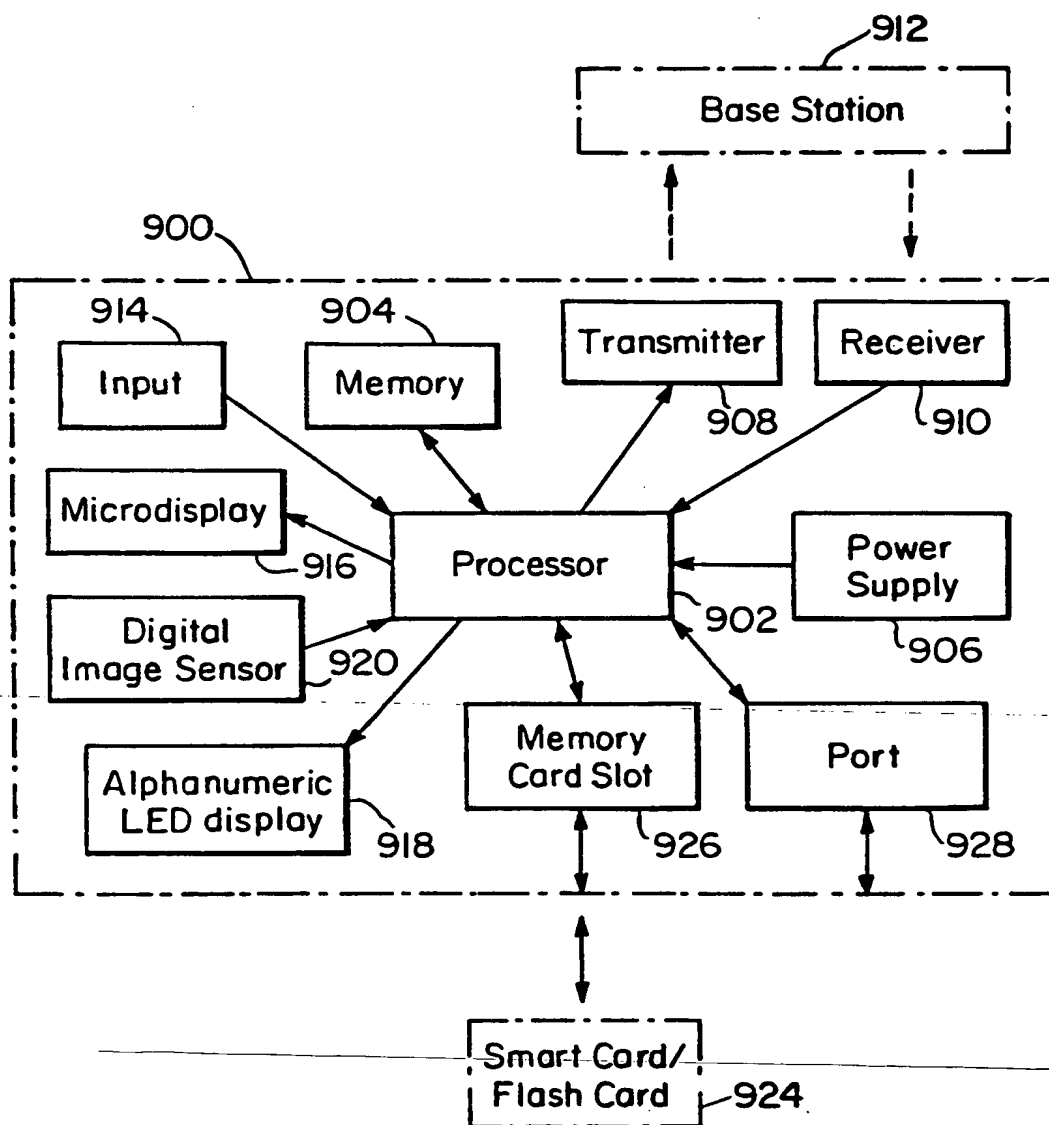 912
Base Station
900
914
904
Input
Memory
Transmitter
Receiver
908
910
Microdisplay
916
Processor
902
Power
Supply
906
Digital
Image Sensor
920
Alphanumeric
LED display
918
Memory
Card Slot
926
Port
928
Smart Card/
Flash Card
924